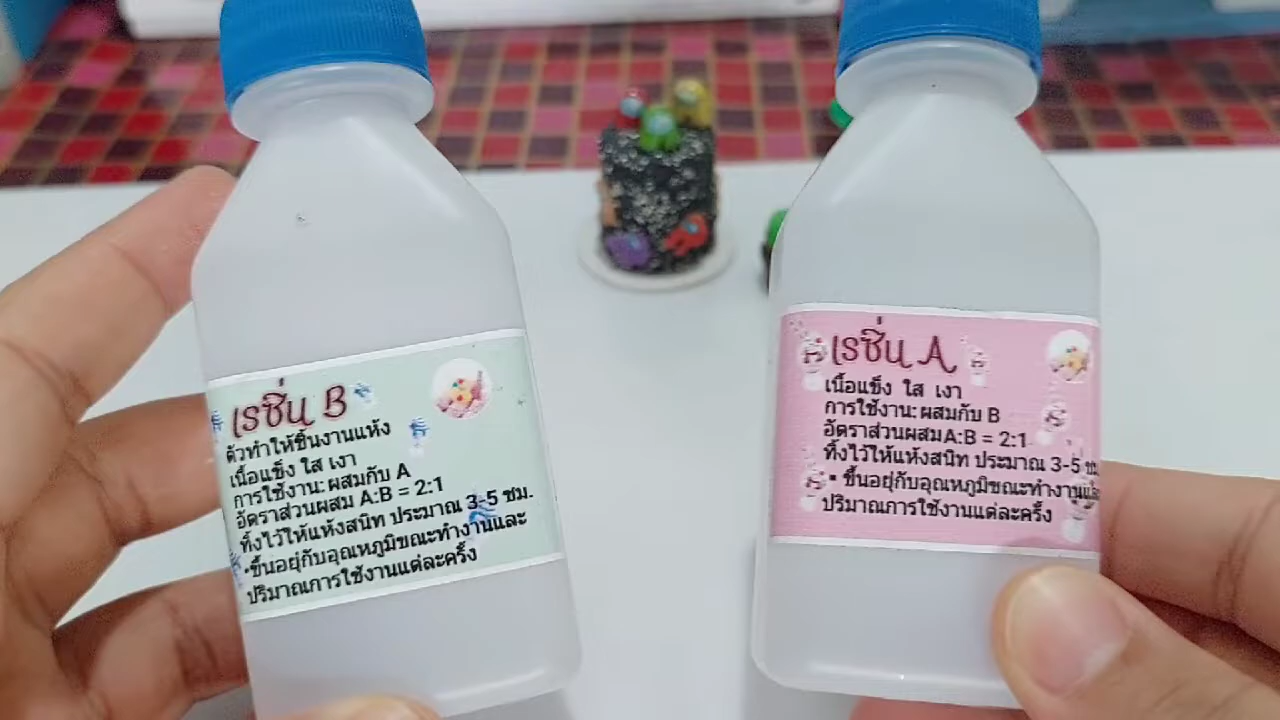 เรซิ่น B
ตัวทำให้ชิ้นงานแห้ง
เนื้อแข็ง ใส เงา
การใช้งาน: ผสมกับ A
อัตราส่วนผสม A:B = 2:1
ทิ้งไว้ให้แห้งสนิท ประมาณ 3-5 ชม.
•ขึ้นอยู่กับอุณหภูมิขณะทำงานและ
ปริมาณการใช้งานแต่ละครั้ง
เรซิ่น A
เนื้อแข็ง ใส เงา
การใช้งาน: ผสมกับ B
อัตราส่วนผสมA:B = 2:1
ทิ้งไว้ให้แห้งสนิท ประมาณ 3-5 ชม
• ขึ้นอยู่กับอุณหภูมิขณะทำงานและ
ปริมาณการใช้งานแต่ละครั้ง